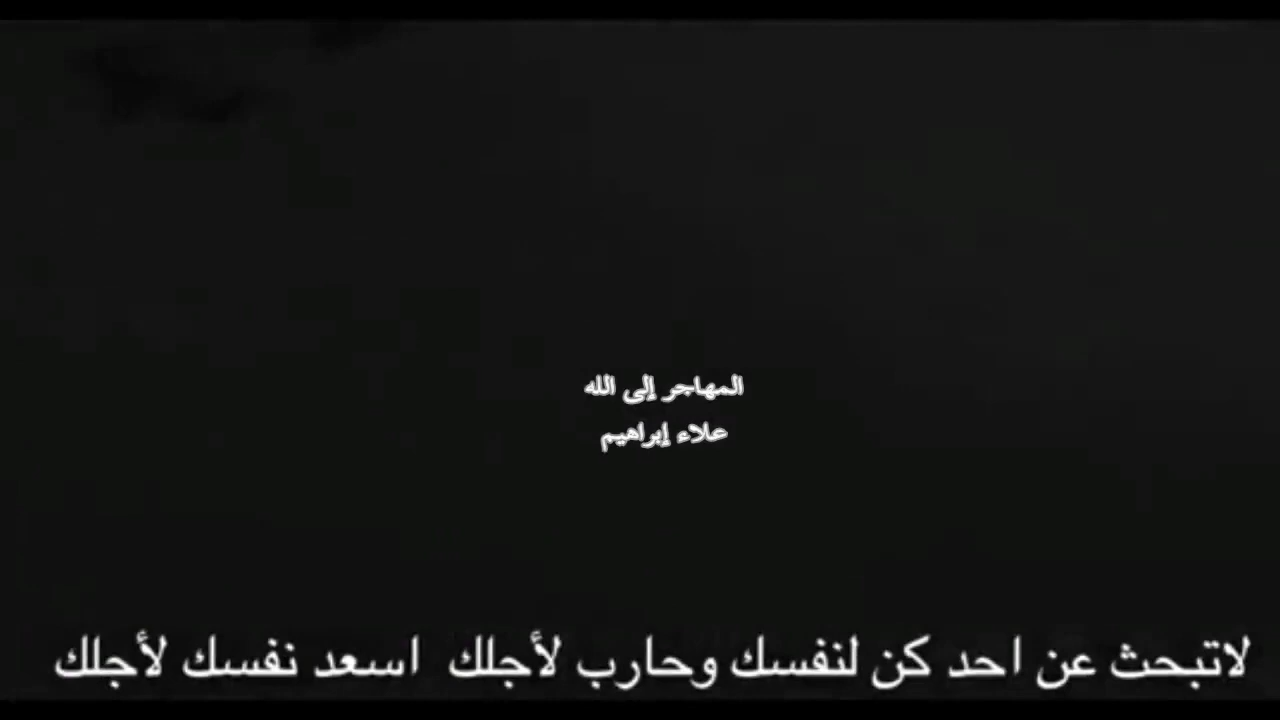 المهاجر إلى الله
علاء إبراهيم
لاتبحث عن احد كن لنفسك وحارب لأجلك اسعد نفسك لأجلك